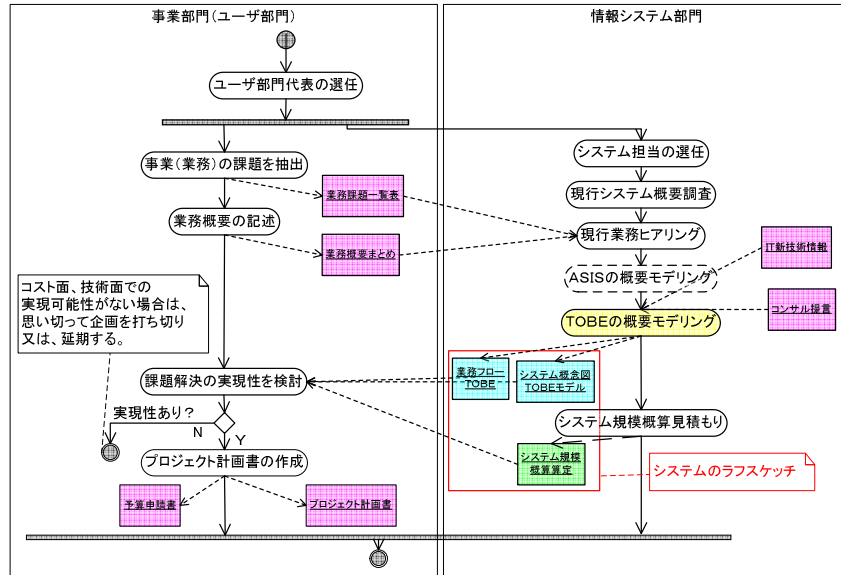 事業部門（ユーザ部門）
情報システム部門
ユーザ部門代表の選任
事業（業務）の課題を抽出
システム担当の選任
業務課題一覧表
現行システム概要調査
業務概要の記述
現行業務ヒアリング
業務概要まとめ
IT新技術情報
ASISの概要モデリング
コスト面、技術面での
実現可能性がない場合は、
思い切って企画を打ち切り
又は、延期する。
コンサル提言
TOBEの概要モデリング
業務フロー
TOBE
システム概念図
TOBEモデル
課題解決の実現性を検討
実現性あり？
N
Y
システム規模概算見積もり
プロジェクト計画書の作成
システム規模
概算算定
システムのラフスケッチ
予算申請書
プロジェクト計画書